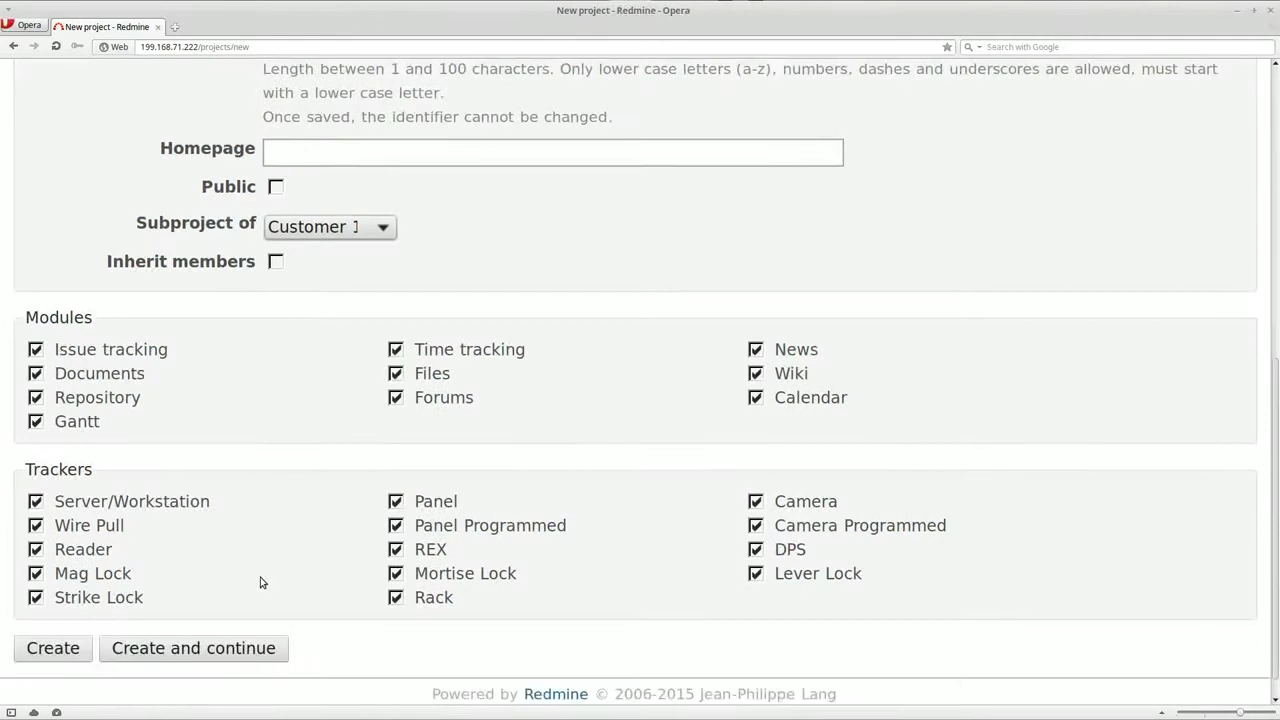 New project - Redmine - Opera
Opera
New project - Redmine
Web
199.168.71.222/projects/new
Search with Google
Length between 1 and 100 characters. Only lower case letters (a-z), numbers, dashes and underscores are allowed, must start
with a lower case letter.
Once saved, the identifier cannot be changed.
Homepage
Public
Subproject of
Customer 1
Inherit members
Modules
Issue tracking
Time tracking
News
Documents
Files
Wiki
Repository
Forums
Calendar
Gantt
Trackers
Server/Workstation
Panel
Camera
Wire Pull
Panel Programmed
Camera Programmed
Reader
REX
DPS
Mag Lock
Mortise Lock
Lever Lock
Strike Lock
Rack
Create
Create and continue
Powered by Redmine © 2006-2015 Jean-Philippe Lang